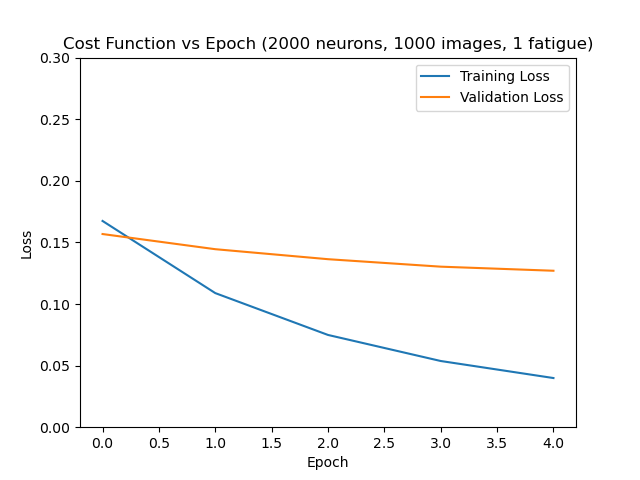 Cost Function vs Epoch (2000 neurons, 1000 images, 1 fatigue)
Training Loss
Validation Loss
0.30
0.25
0.20
0.15
0.10
0.05
0.00
Loss
0.0 0.5 1.0 1.5 2.0 2.5 3.0 3.5 4.0
Epoch